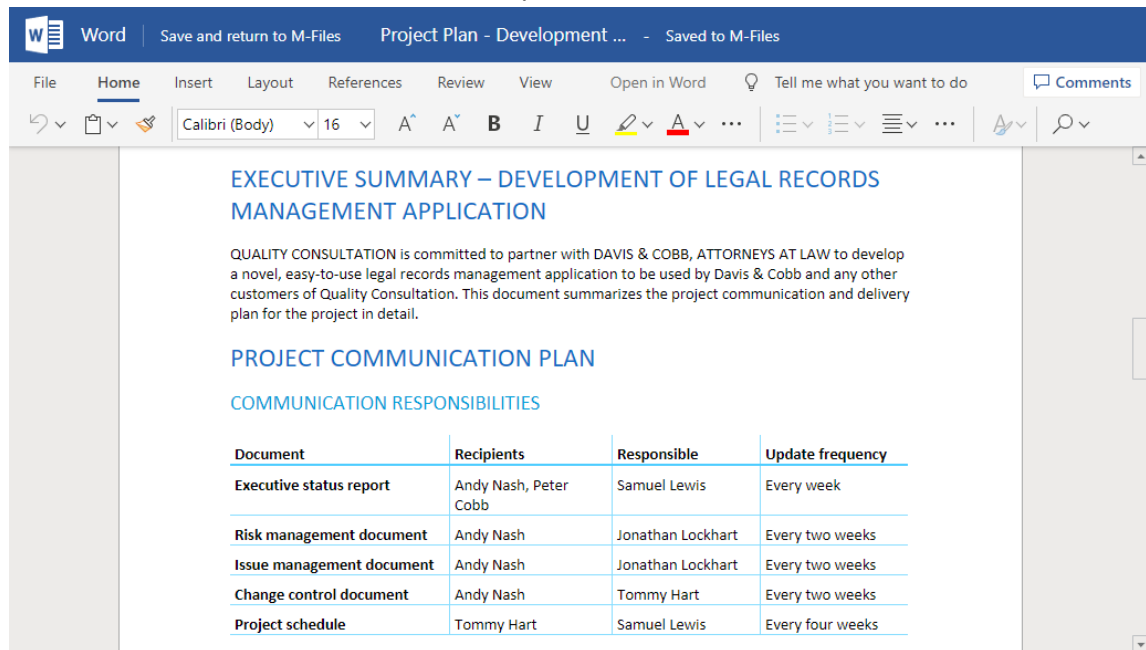 W Word Save and return to M-Files Project Plan - Development ... - Saved to M-Files
File Home Insert Layout References Review View Open in Word Tell me what you want to do Comments
Calibri (Body) 16 A A B I U A ...  ...
EXECUTIVE SUMMARY – DEVELOPMENT OF LEGAL RECORDS
MANAGEMENT APPLICATION
QUALITY CONSULTATION is committed to partner with DAVIS & COBB, ATTORNEYS AT LAW to develop
a novel, easy-to-use legal records management application to be used by Davis & Cobb and any other
customers of Quality Consultation. This document summarizes the project communication and delivery
plan for the project in detail.
PROJECT COMMUNICATION PLAN
COMMUNICATION RESPONSIBILITIES
Document Recipients Responsible Update frequency
Executive status report Andy Nash, Peter Samuel Lewis Every week
Cobb
Risk management document Andy Nash Jonathan Lockhart Every two weeks
Issue management document Andy Nash Jonathan Lockhart Every two weeks
Change control document Andy Nash Tommy Hart Every two weeks
Project schedule Tommy Hart Samuel Lewis Every four weeks